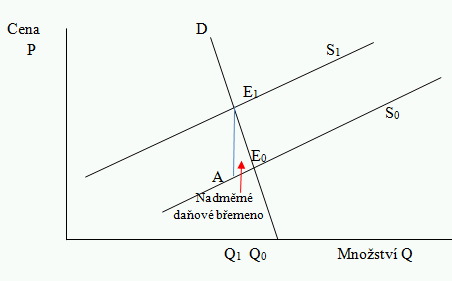 Cena
P
D
S1
E1
S0
E0
A
Nadměrné
daňové břemeno
Q1 Q0
Množství Q